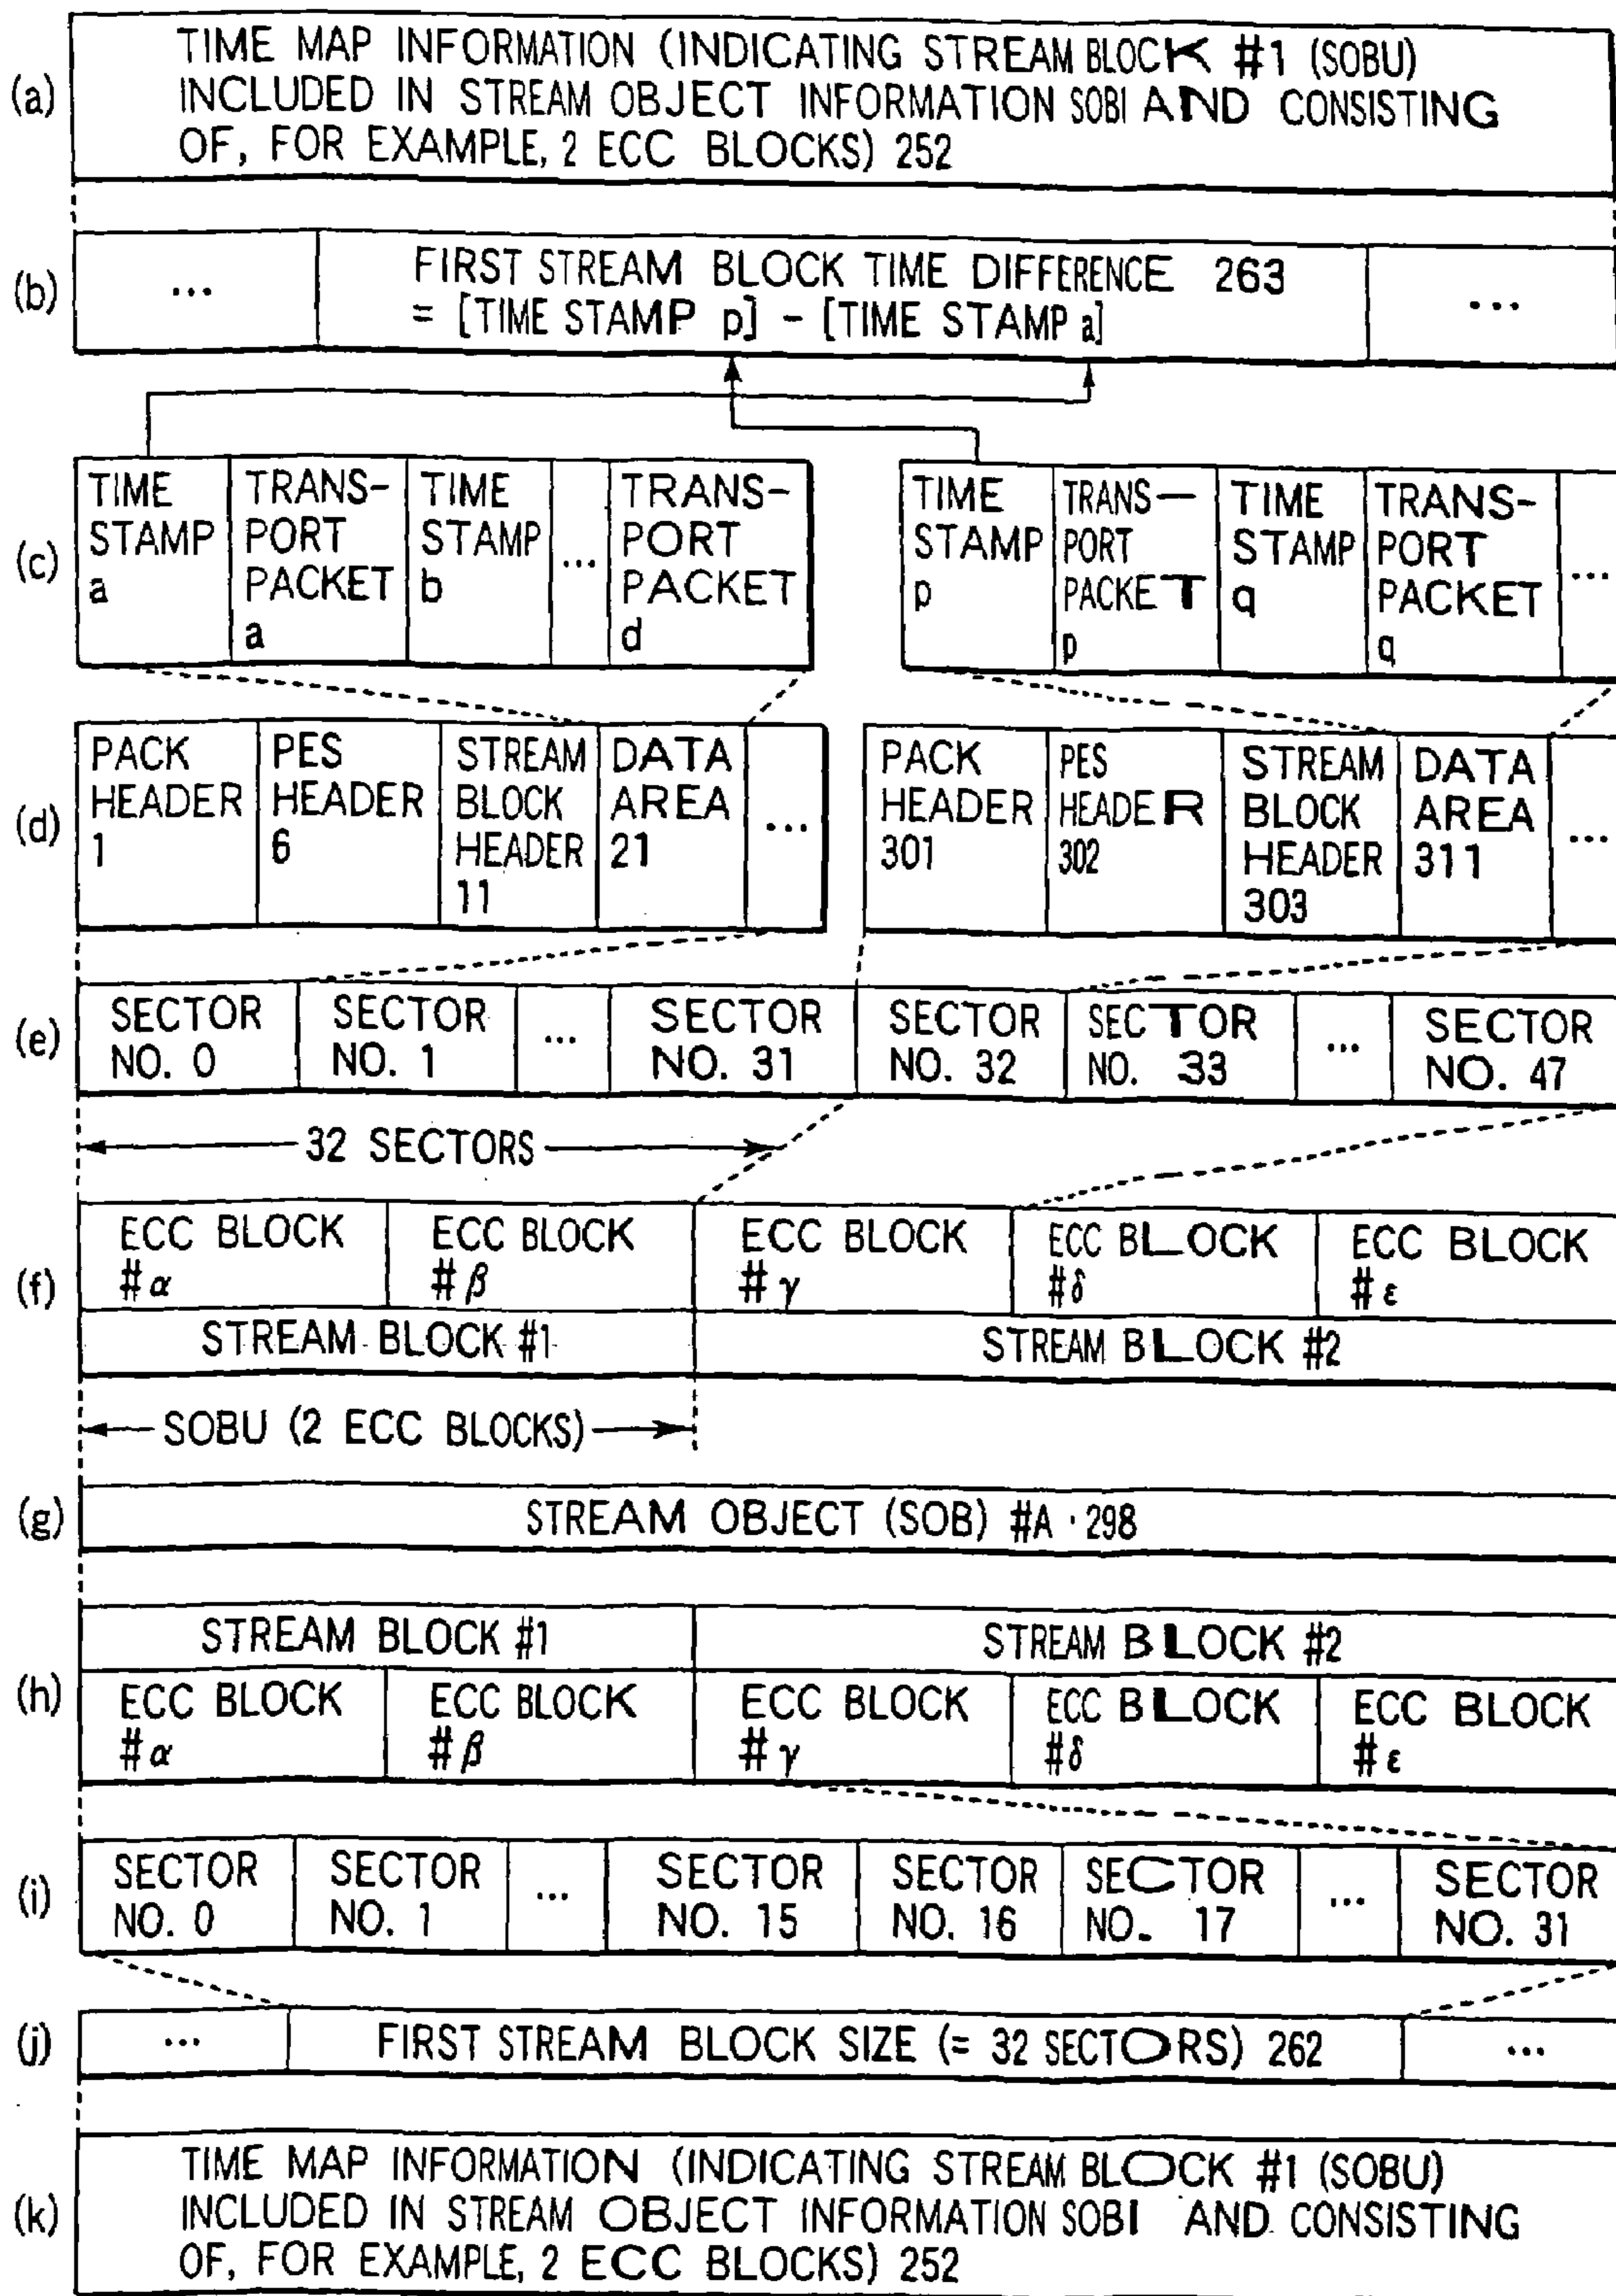 (a)
TIME MAP INFORMATION (INDICATING STREAM BLOCK #1 (SOBU)
INCLUDED IN STREAM OBJECT INFORMATION SOBI AND CONSISTING
OF, FOR EXAMPLE, 2 ECC BLOCKS) 252
(b)
...
FIRST STREAM BLOCK TIME DIFFERENCE 263
= [TIME STAMP p] - [TIME STAMP a]
...
(c)
TIME
STAMP
a
TRANS-
PORT
PACKET
a
TIME
STAMP
b
...
TRANS-
PORT
PACKET
d
TIME
STAMP
p
TRANS-
PORT
PACKET
p
TIME
STAMP
q
TRANS-
PORT
PACKET
q
...
(d)
PACK
HEADER
1
PES
HEADER
6
STREAM
BLOCK
HEADER
11
DATA
AREA
21
...
PACK
HEADER
301
PES
HEADER
302
STREAM
BLOCK
HEADER
303
DATA
AREA
311
...
(e)
SECTOR
NO. 0
SECTOR
NO. 1
...
SECTOR
NO. 31
SECTOR
NO. 32
SECTOR
NO. 33
...
SECTOR
NO. 47
32 SECTORS
(f)
ECC BLOCK
#α
ECC BLOCK
#β
ECC BLOCK
#γ
ECC BLOCK
#δ
ECC BLOCK
#ε
STREAM BLOCK #1
STREAM BLOCK #2
SOBU (2 ECC BLOCKS)
(g)
STREAM OBJECT (SOB) #A · 298
(h)
STREAM BLOCK #1
STREAM BLOCK #2
ECC BLOCK
#α
ECC BLOCK
#β
ECC BLOCK
#γ
ECC BLOCK
#δ
ECC BLOCK
#ε
(i)
SECTOR
NO. 0
SECTOR
NO. 1
...
SECTOR
NO. 15
SECTOR
NO. 16
SECTOR
NO. 17
...
SECTOR
NO. 31
(j)
...
FIRST STREAM BLOCK SIZE (= 32 SECTORS) 262
...
(k)
TIME MAP INFORMATION (INDICATING STREAM BLOCK #1 (SOBU)
INCLUDED IN STREAM OBJECT INFORMATION SOBI AND CONSISTING
OF, FOR EXAMPLE, 2 ECC BLOCKS) 252